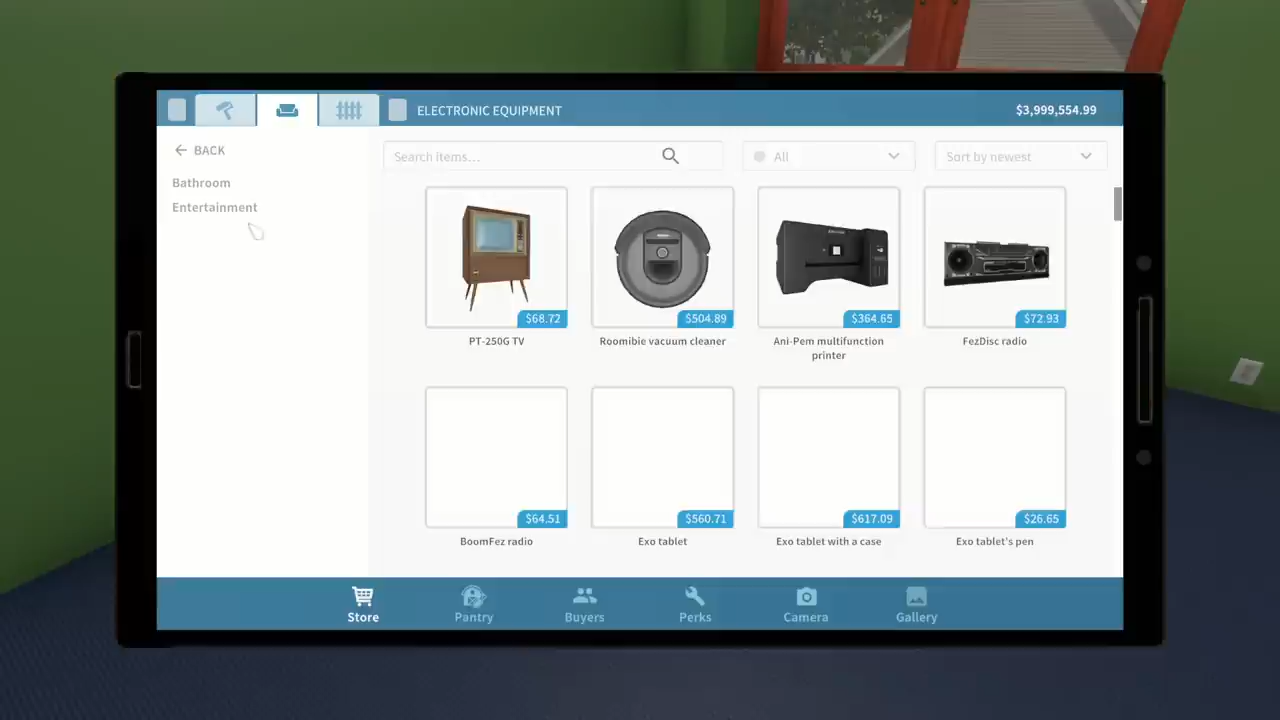 ELECTRONIC EQUIPMENT
$3,999,554.99
BACK
Bathroom
Entertainment
Search items...
All
Sort by newest
$68.72
$504.89
$364.65
$72.93
PT-250G TV
Roomibie vacuum cleaner
Ani-Pem multifunction
printer
FezDisc radio
$64.51
$560.71
$617.09
$26.65
BoomFez radio
Exo tablet
Exo tablet with a case
Exo tablet's pen
Store
Pantry
Buyers
Perks
Camera
Gallery